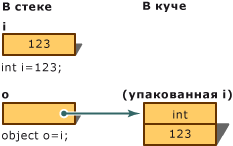 В стеке
В куче
i
123
int i=123;
o
(упакованная i)
int
123
object o=i;